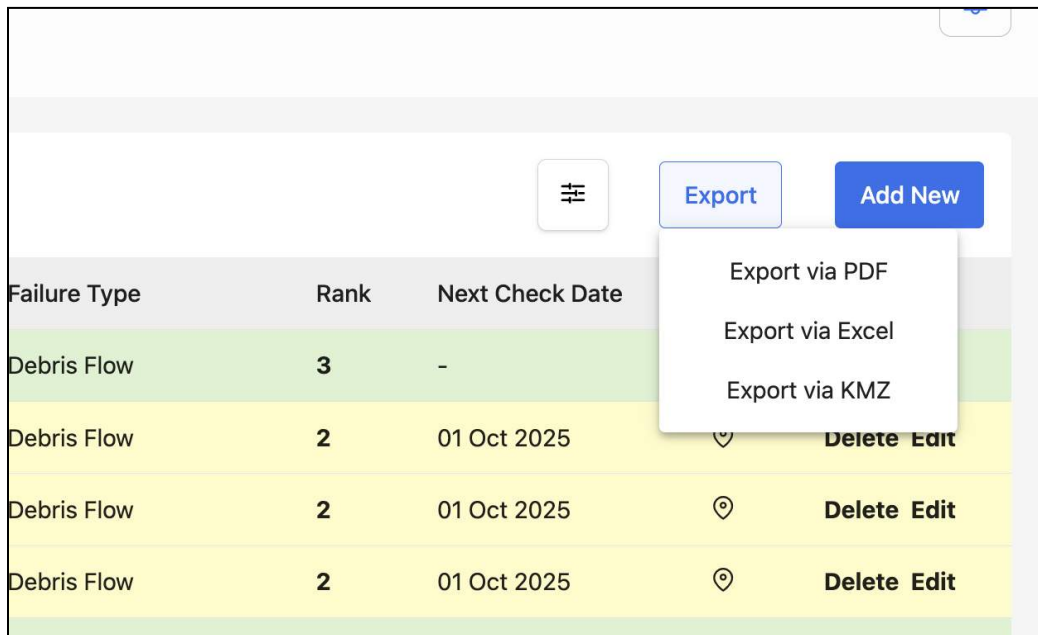 Export Add New
Export via PDF
Export via Excel
Export via KMZ
Failure Type Rank Next Check Date
Debris Flow 3 -
Debris Flow 2 01 Oct 2025 Delete Edit
Debris Flow 2 01 Oct 2025 Delete Edit
Debris Flow 2 01 Oct 2025 Delete Edit